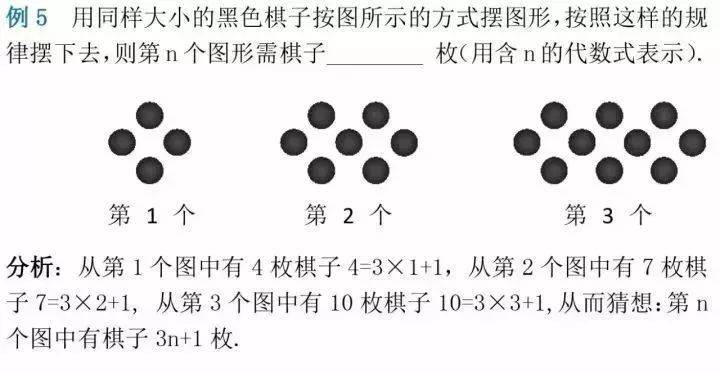 例 5 用同样大小的黑色棋子按图所示的方式摆图形,按照这样的规
律摆下去,则第 n 个图形需棋子________ 枚(用含 n 的代数式表示).
第 1 个 第 2 个 第 3 个
分析: 从第 1 个图中有 4 枚棋子 4=3×1+1, 从第 2 个图中有 7 枚棋
子 7=3×2+1, 从第 3 个图中有 10 枚棋子 10=3×3+1,从而猜想:第 n
个图中有棋子 3n+1 枚.